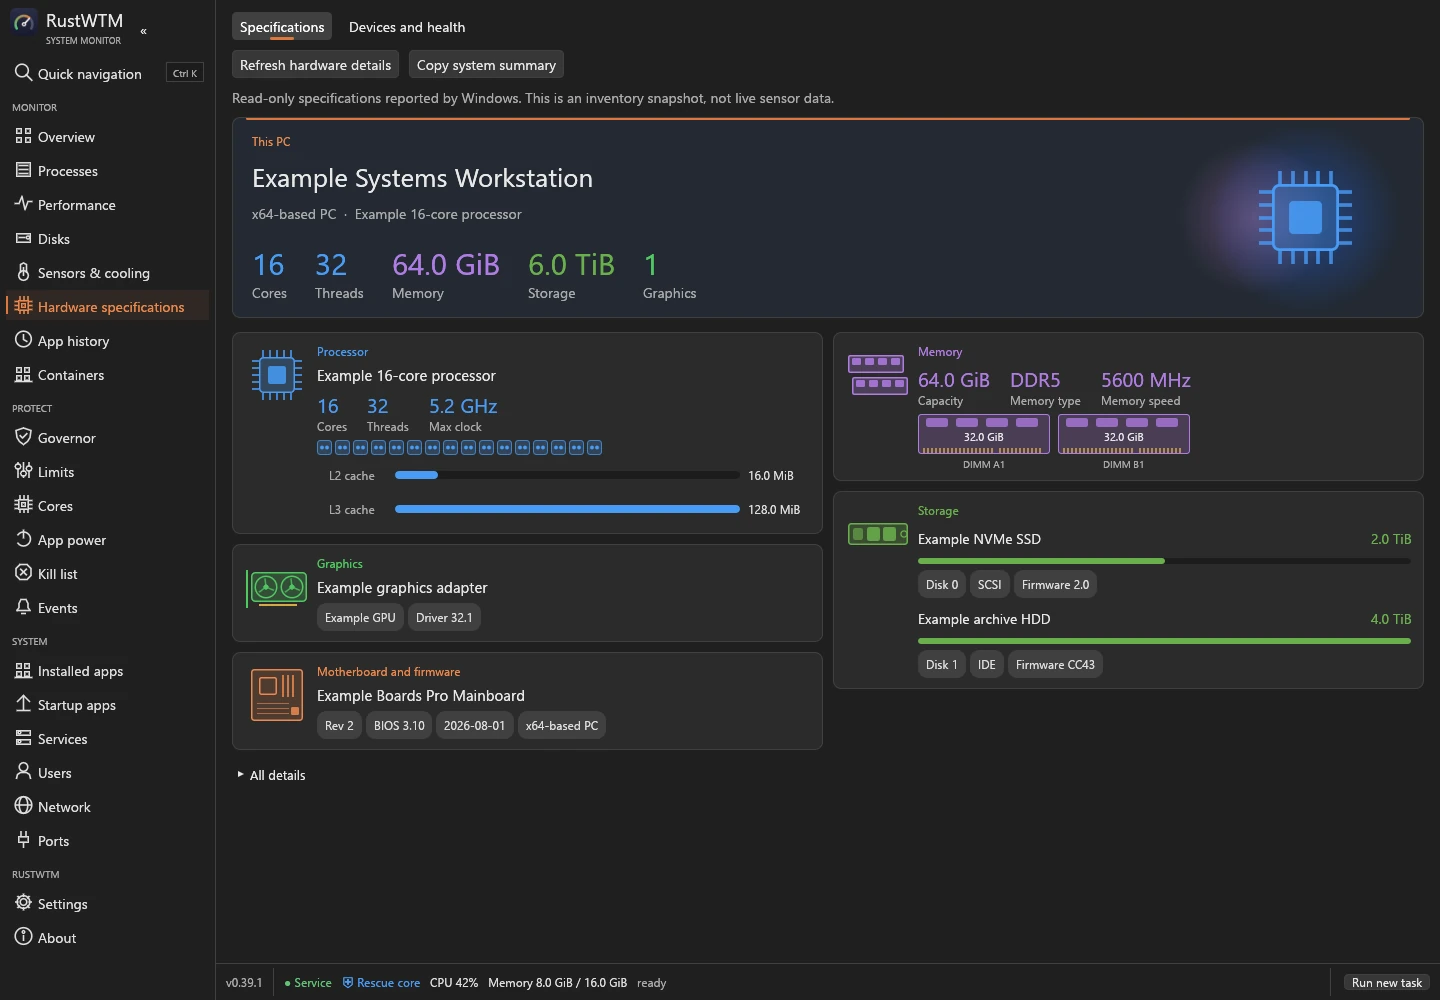 RustWTM
SYSTEM MONITOR
«
Quick navigation
Ctrl K
MONITOR
Overview
Processes
Performance
Disks
Sensors & cooling
Hardware specifications
App history
Containers
PROTECT
Governor
Limits
Cores
App power
Kill list
Events
SYSTEM
Installed apps
Startup apps
Services
Users
Network
Ports
RUSTWTM
Settings
About
Specifications
Devices and health
Refresh hardware details
Copy system summary
Read-only specifications reported by Windows. This is an inventory snapshot, not live sensor data.
This PC
Example Systems Workstation
x64-based PC · Example 16-core processor
16 32 64.0 GiB 6.0 TiB 1
Cores Threads Memory Storage Graphics
Processor
Example 16-core processor
16 32 5.2 GHz
Cores Threads Max clock
L2 cache 16.0 MiB
L3 cache 128.0 MiB
Graphics
Example graphics adapter
Example GPU Driver 32.1
Motherboard and firmware
Example Boards Pro Mainboard
Rev 2 BIOS 3.10 2026-08-01 x64-based PC
All details
Memory
64.0 GiB DDR5 5600 MHz
Capacity Memory type Memory speed
32.0 GiB 32.0 GiB
DIMM A1 DIMM B1
Storage
Example NVMe SSD 2.0 TiB
Disk 0 SCSI Firmware 2.0
Example archive HDD 4.0 TiB
Disk 1 IDE Firmware CC43
v0.39.1 Service Rescue core CPU 42% Memory 8.0 GiB / 16.0 GiB ready Run new task